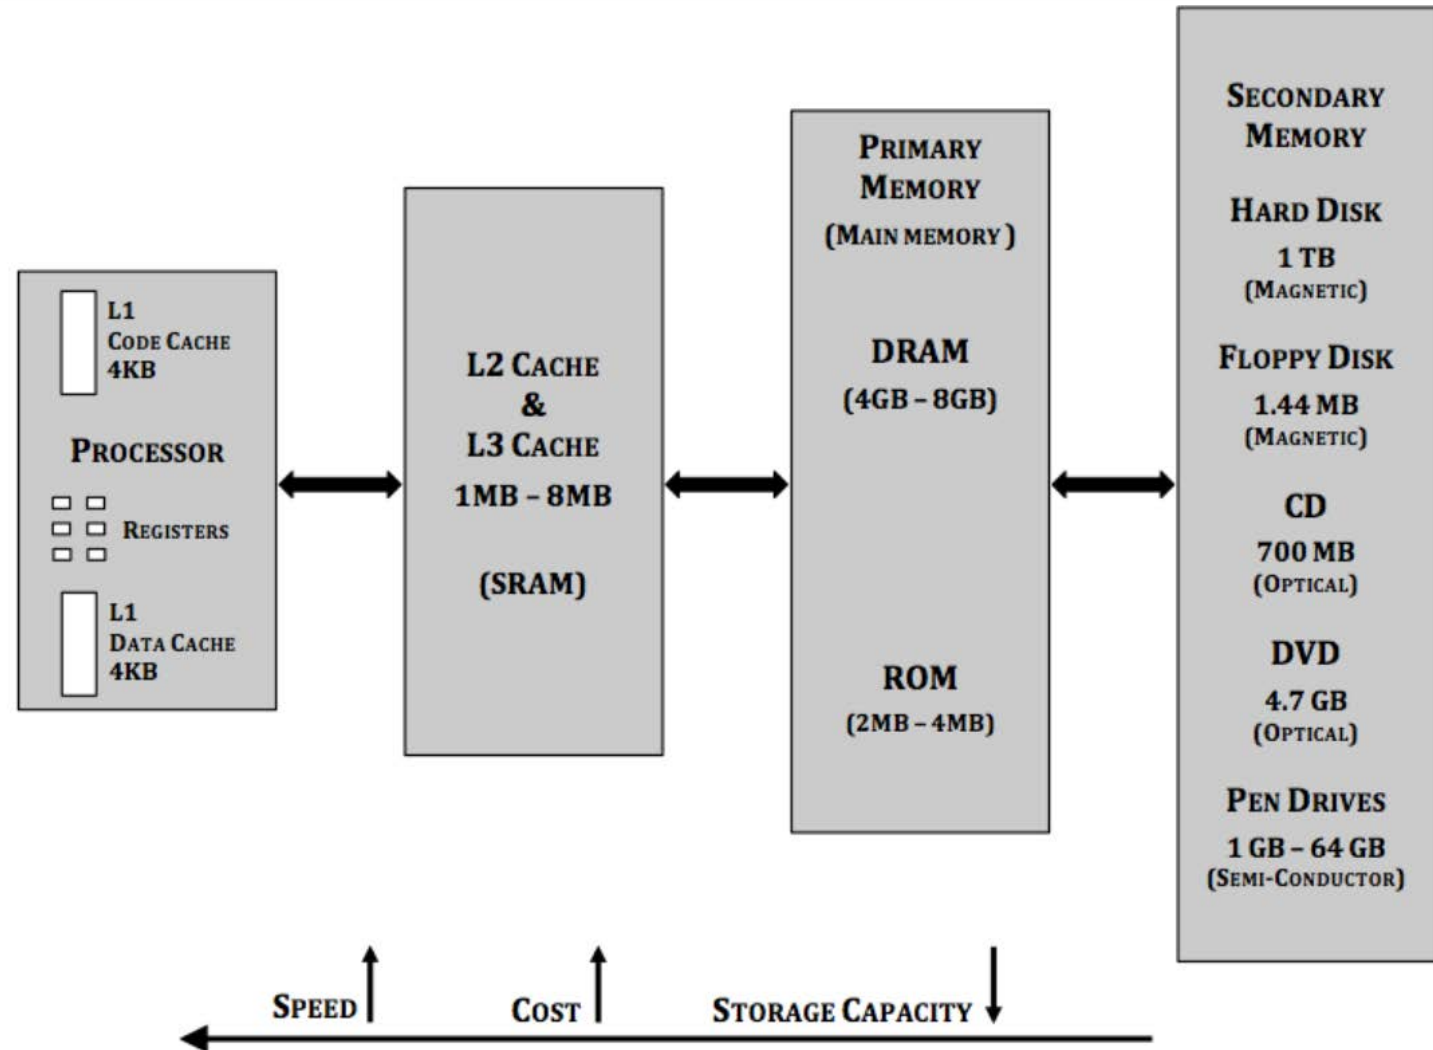 L1
Code Cache
4KB
Processor
Registers
L1
Data Cache
4KB
L2 Cache
&
L3 Cache
1MB – 8MB
(SRAM)
Primary
Memory
(Main memory )
DRAM
(4GB – 8GB)
ROM
(2MB – 4MB)
Secondary
Memory
Hard Disk
1 TB
(Magnetic)
Floppy Disk
1.44 MB
(Magnetic)
CD
700 MB
(Optical)
DVD
4.7 GB
(Optical)
Pen Drives
1 GB – 64 GB
(Semi-Conductor)
Speed
Cost
Storage Capacity